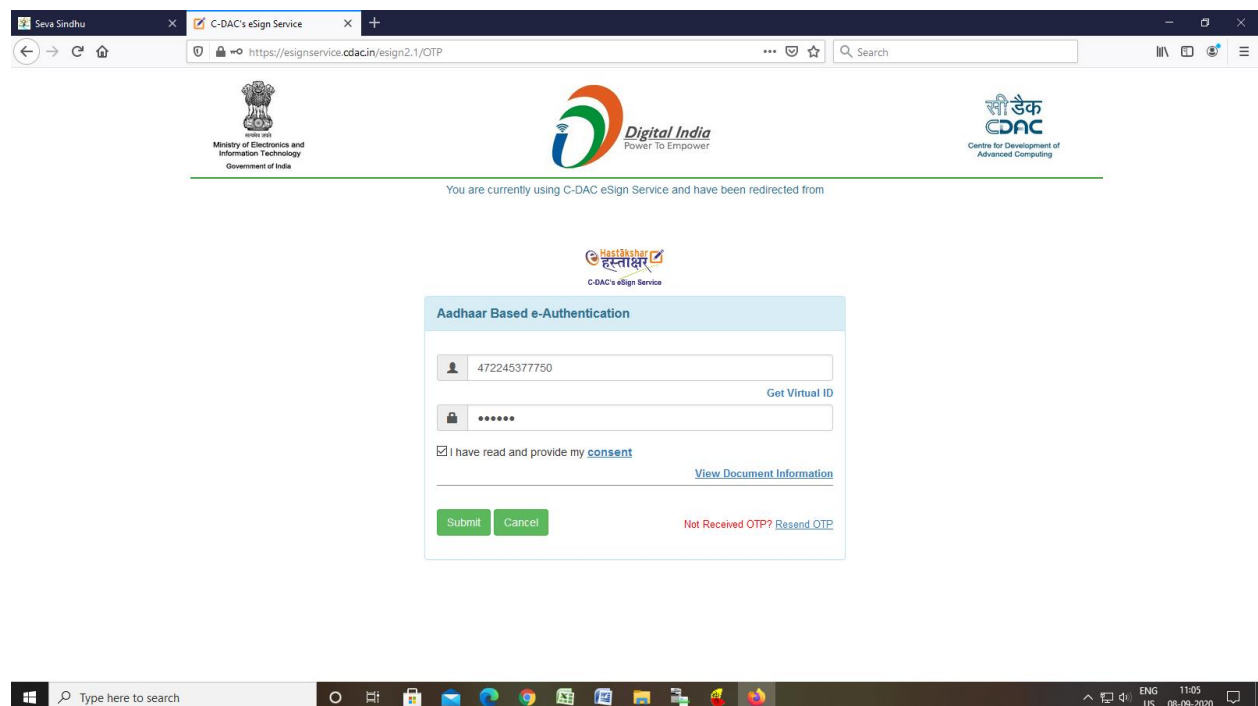 Seva Sindhu
C-DAC's eSign Service
https://esignservice.cdac.in/esign2.1/OTP
Search
सत्यमेव जयते
Ministry of Electronics and
Information Technology
Government of India
Digital India
Power To Empower
सी डैक
CDAC
Centre for Development of
Advanced Computing
You are currently using C-DAC eSign Service and have been redirected from
e Hastākshar
हस्ताक्षर
C-DAC's eSign Service
Aadhaar Based e-Authentication
472245377750
Get Virtual ID
I have read and provide my consent
View Document Information
Submit Cancel Not Received OTP? Resend OTP
Type here to search
ENG 11:05
US 08-09-2020